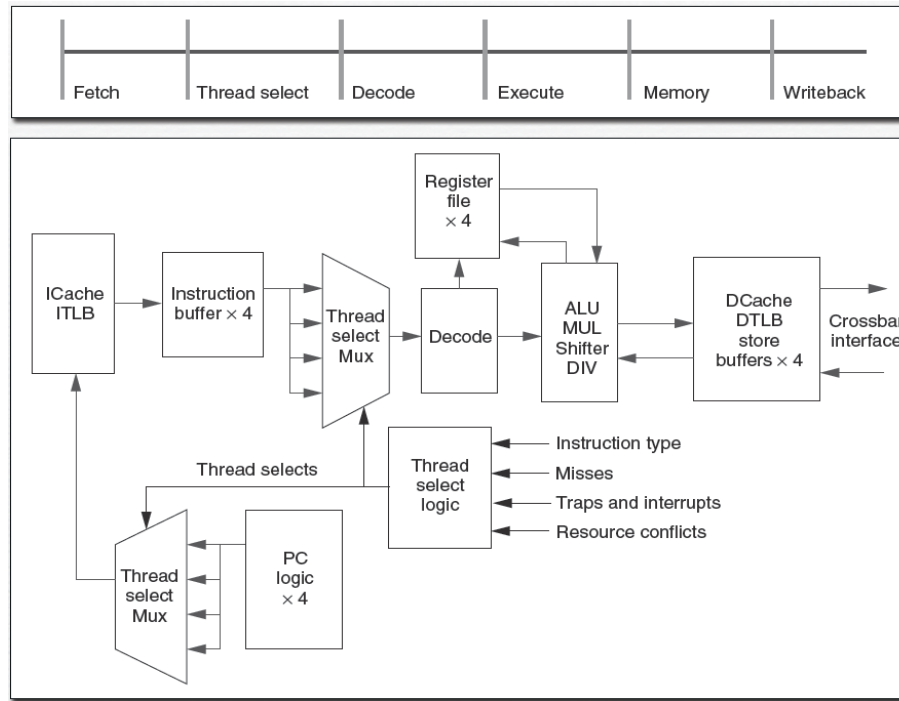 Fetch
Thread select
Decode
Execute
Memory
Writeback
Register
file
× 4
ICache
ITLB
Instruction
buffer × 4
Thread
select
Mux
Decode
ALU
MUL
Shifter
DIV
DCache
DTLB
store
buffers × 4
Crossbar
interface
Thread selects
Thread
select
logic
Instruction type
Misses
Traps and interrupts
Resource conflicts
Thread
select
Mux
PC
logic
× 4